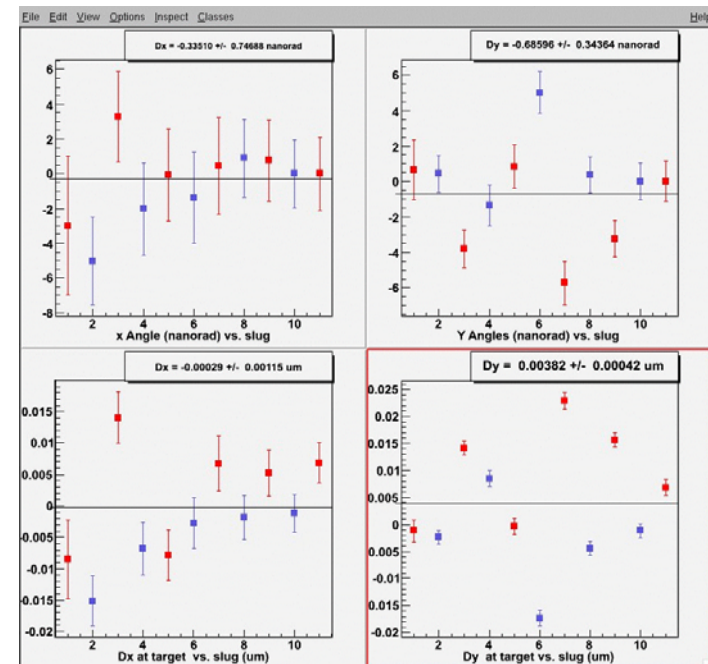 File Edit View Options Inspect Classes Help
Dx = -0.33510 +/- 0.74688 nanorad
6
4
2
0
-2
-4
-6
-8
2 4 6 8 10
x Angle (nanorad) vs. slug
Dy = -0.68596 +/- 0.34364 nanorad
6
4
2
0
-2
-4
-6
2 4 6 8 10
Y Angles (nanorad) vs. slug
Dx = -0.00029 +/- 0.00115 um
0.015
0.01
0.005
0
-0.005
-0.01
-0.015
-0.02
2 4 6 8 10
Dx at target vs. slug (um)
Dy = 0.00382 +/- 0.00042 um
0.025
0.02
0.015
0.01
0.005
0
0.005
-0.01
0.015
-0.02
2 4 6 8 10
Dy at target vs. slug (um)